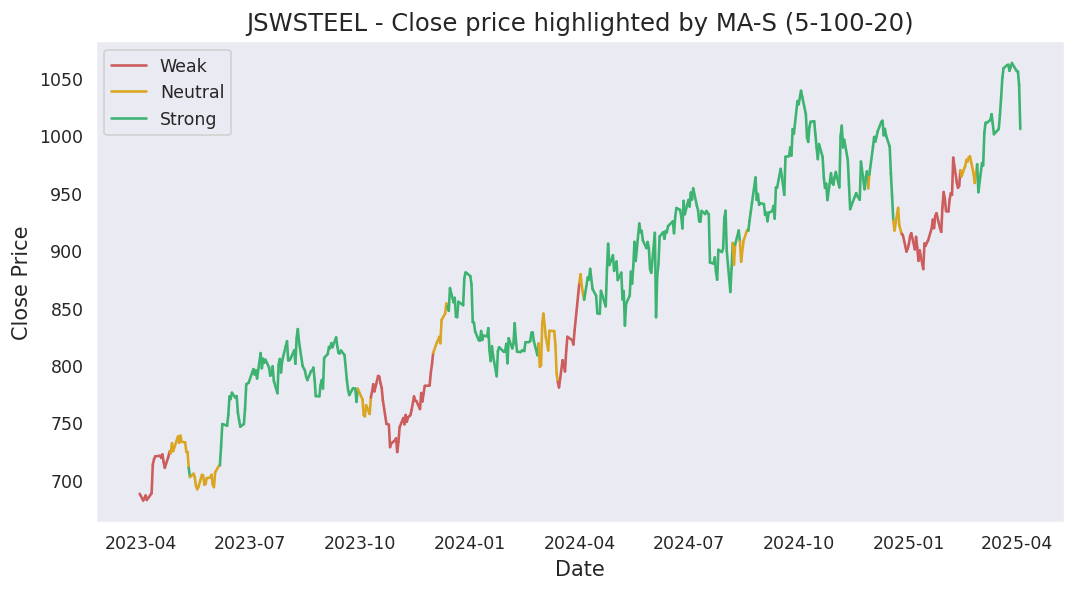 JSWSTEEL - Close price highlighted by MA-S (5-100-20)
Weak
Neutral
Strong
Close Price
1050
1000
950
900
850
800
750
700
2023-04 2023-07 2023-10 2024-01 2024-04 2024-07 2024-10 2025-01 2025-04
Date